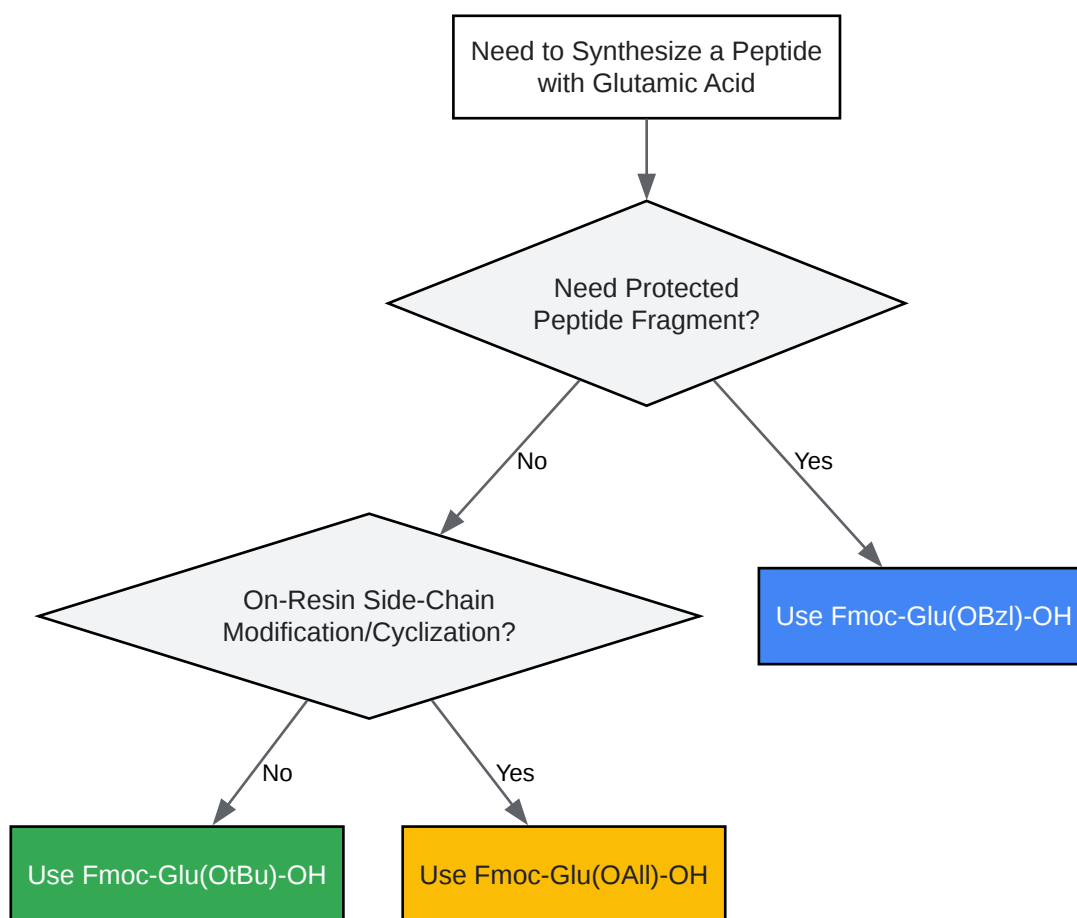 Need to Synthesize a Peptide
with Glutamic Acid
Need Protected
Peptide Fragment?
No
Yes
On-Resin Side-Chain
Modification/Cyclization?
Use Fmoc-Glu(OBzl)-OH
No
Yes
Use Fmoc-Glu(OtBu)-OH
Use Fmoc-Glu(OAll)-OH